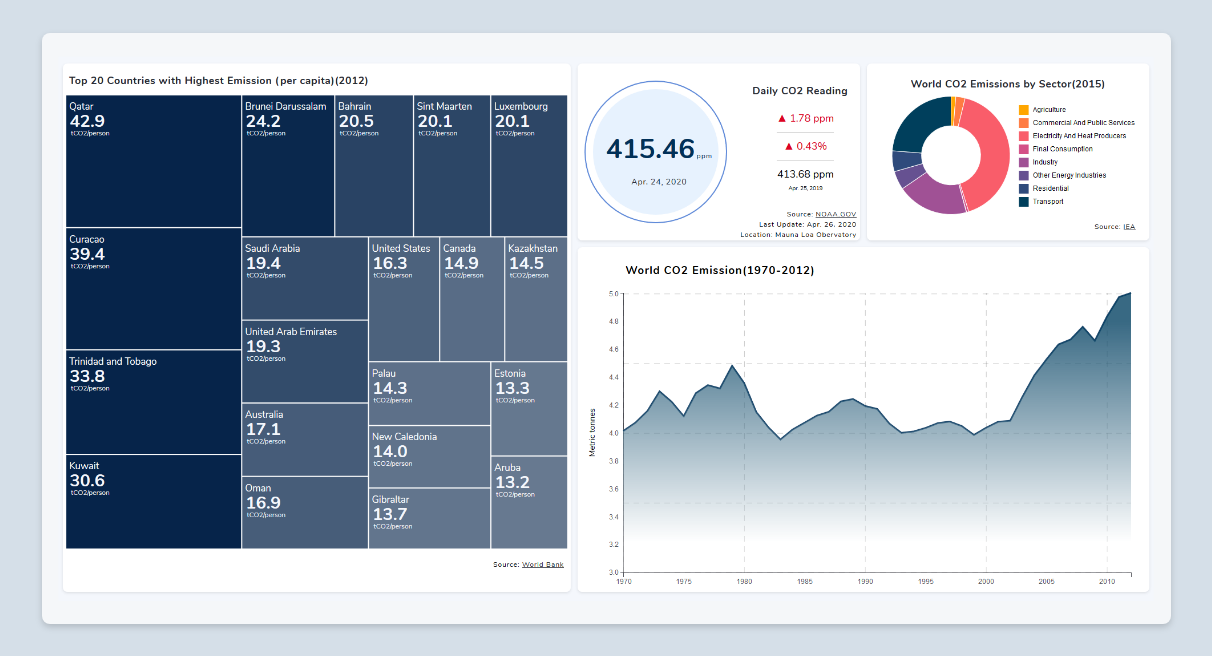 Top 20 Countries with Highest Emission (per capita)(2012)
Qatar
42.9
tCO2/person
Curacao
39.4
tCO2/person
Trinidad and Tobago
33.8
tCO2/person
Kuwait
30.6
tCO2/person
Brunei Darussalam
24.2
tCO2/person
Bahrain
20.5
tCO2/person
Sint Maarten
20.1
tCO2/person
Luxembourg
20.1
tCO2/person
Saudi Arabia
19.4
tCO2/person
United Arab Emirates
19.3
tCO2/person
Australia
17.1
tCO2/person
Oman
16.9
tCO2/person
United States
16.3
tCO2/person
Canada
14.9
tCO2/person
Kazakhstan
14.5
tCO2/person
Palau
14.3
tCO2/person
New Caledonia
14.0
tCO2/person
Gibraltar
13.7
tCO2/person
Estonia
13.3
tCO2/person
Aruba
13.2
tCO2/person
Source: World Bank
415.46 ppm
Apr. 24, 2020
Daily CO2 Reading
▲ 1.78 ppm
▲ 0.43%
413.68 ppm
Apr. 25, 2019
Source: NOAA.GOV
Last Update: Apr. 26, 2020
Location: Mauna Loa Obervatory
World CO2 Emissions by Sector(2015)
Agriculture
Commercial And Public Services
Electricity And Heat Producers
Final Consumption
Industry
Other Energy Industries
Residential
Transport
Source: IEA
World CO2 Emission(1970-2012)
Metric tonnes
5.0
4.8
4.6
4.4
4.2
4.0
3.8
3.6
3.4
3.2
3.0
1970 1975 1980 1985 1990 1995 2000 2005 2010